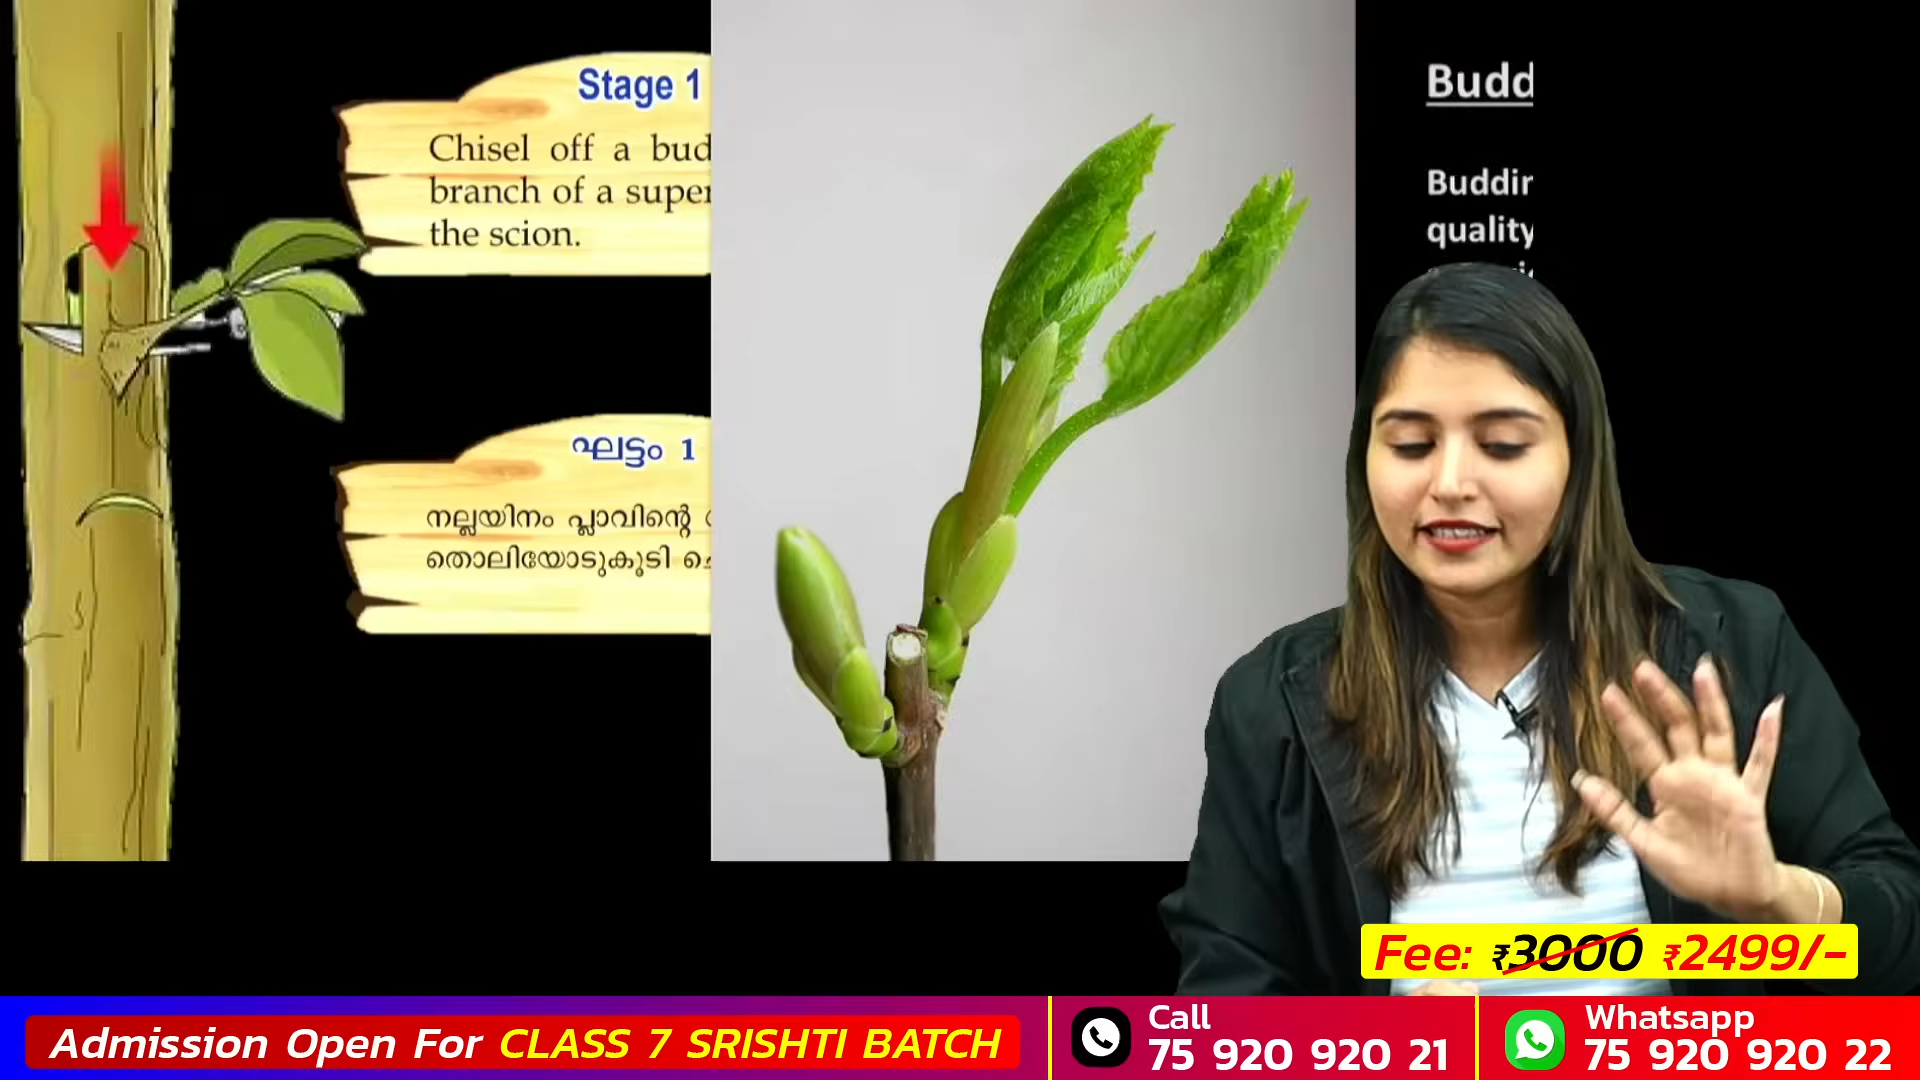 Stage 1
Chisel off a bud
branch of a super
the scion.
ഘട്ടം 1
നല്ലയിനം പ്ലാവിന്റെ
തൊലിയോടുകൂടി
Budd
Buddin
quality
Fee: ₹3000 ₹2499/-
Admission Open For CLASS 7 SRISHTI BATCH
Call
75 920 920 21
Whatsapp
75 920 920 22